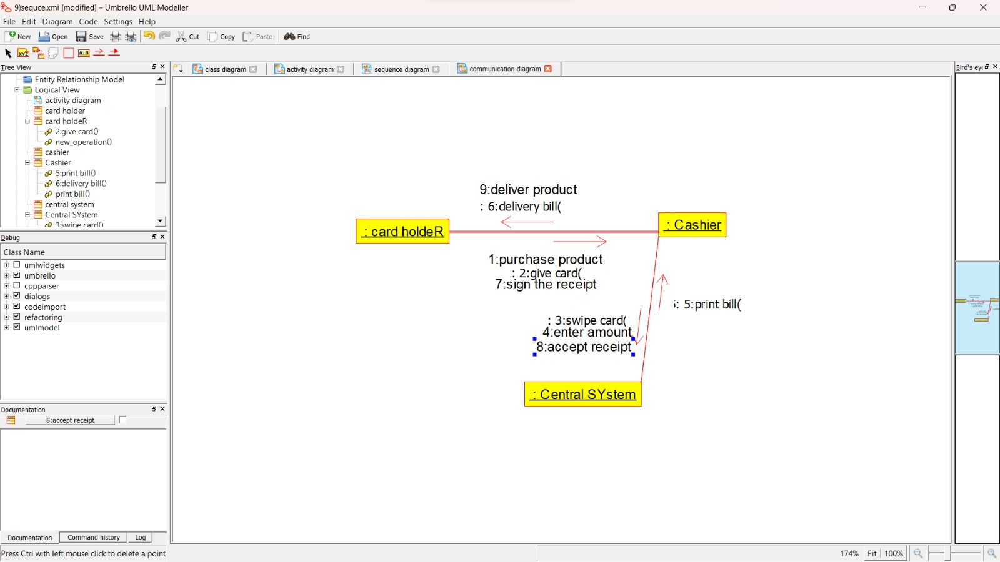 9)sequce.xmi [modified] – Umbrello UML Modeller
File Edit Diagram Code Settings Help
New Open Save Cut Copy Paste Find
XYZ A:B
Tree View
class diagram activity diagram sequence diagram communication diagram
Bird's eye
Entity Relationship Model
Logical View
activity diagram
card holder
card holdeR
2:give card()
new_operation()
cashier
Cashier
5:print bill()
6:delivery bill()
print bill()
central system
Central SYstem
3:swipe card()
9:deliver product
: 6:delivery bill(
: card holdeR
: Cashier
1:purchase product
: 2:give card(
7:sign the receipt
: 5:print bill(
: 3:swipe card(
4:enter amount
8:accept receipt
: Central SYstem
Debug
Class Name
umlwidgets
umbrello
cppparser
dialogs
codeimport
refactoring
umlmodel
Documentation
8:accept receipt
Documentation Command history Log
Press Ctrl with left mouse click to delete a point
174% Fit 100%